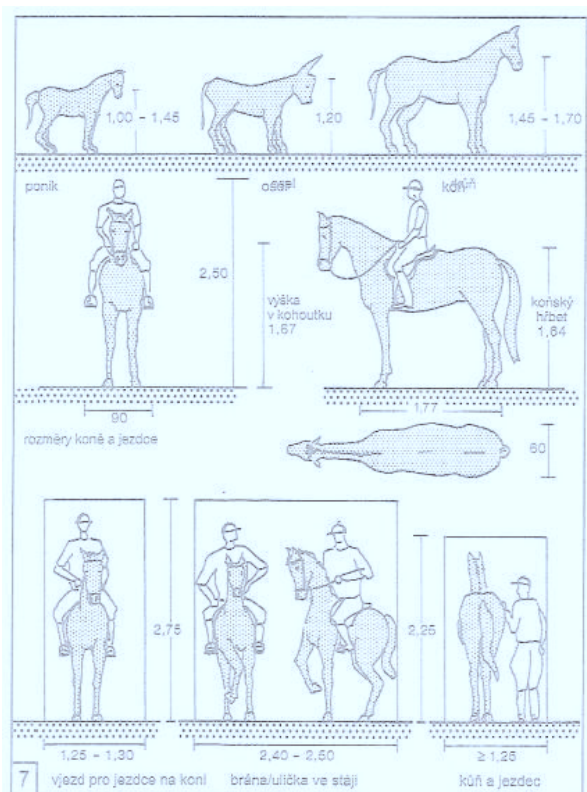 1,00 – 1,45
1,20
1,45 – 1,70
poník
osel
kůň
2,50
výška
v kohoutku
1,67
koňský
hřbet
1,64
90
1,77
rozměry koně a jezdce
60
2,75
2,25
1,25 – 1,30
2,40 – 2,50
≥ 1,25
7
vjezd pro jezdce na koni
brána/ulička ve stáji
kůň a jezdec